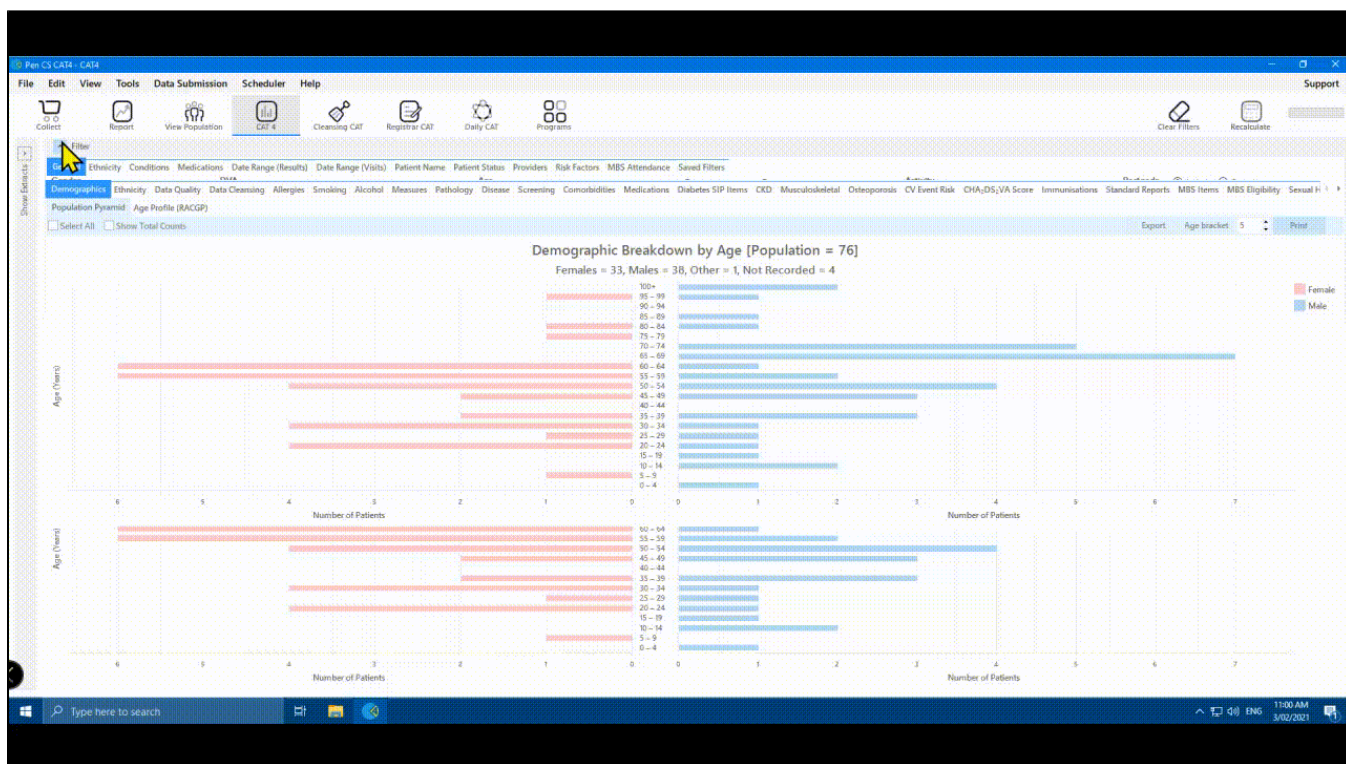 Pen CS CAT4 - CAT4
File Edit View Tools Data Submission Scheduler Help Support
Collect Report View Population CAT 4 Cleansing CAT Registrar CAT Daily CAT Programs Clear Filters Recalculate
Filter
Show Extracts
Ethnicity Conditions Medications Date Range (Results) Date Range (Visits) Patient Name Patient Status Providers Risk Factors MBS Attendance Saved Filters
Demographics Ethnicity Data Quality Data Cleansing Allergies Smoking Alcohol Measures Pathology Disease Screening Comorbidities Medications Diabetes SIP Items CKD Musculoskeletal Osteoporosis CV Event Risk CHA₂DS₂VA Score Immunisations Standard Reports MBS Items MBS Eligibility Sexual H
Population Pyramid Age Profile (RACGP)
Select All Show Total Counts Export Age bracket 5 Print
Demographic Breakdown by Age [Population = 76]
Females = 33, Males = 38, Other = 1, Not Recorded = 4
Female
Male
Age (Years)
100+
95 – 99
90 – 94
85 – 89
80 – 84
75 – 79
70 – 74
65 – 69
60 – 64
55 – 59
50 – 54
45 – 49
40 – 44
35 – 39
30 – 34
25 – 29
20 – 24
15 – 19
10 – 14
5 – 9
0 – 4
6 5 4 3 2 1 0 0 1 2 3 4 5 6 7
Number of Patients Number of Patients
Age (Years)
60 – 64
55 – 59
50 – 54
45 – 49
40 – 44
35 – 39
30 – 34
25 – 29
20 – 24
15 – 19
10 – 14
5 – 9
0 – 4
6 5 4 3 2 1 0 0 1 2 3 4 5 6 7
Number of Patients Number of Patients
Type here to search ENG 11:00 AM
3/02/2021